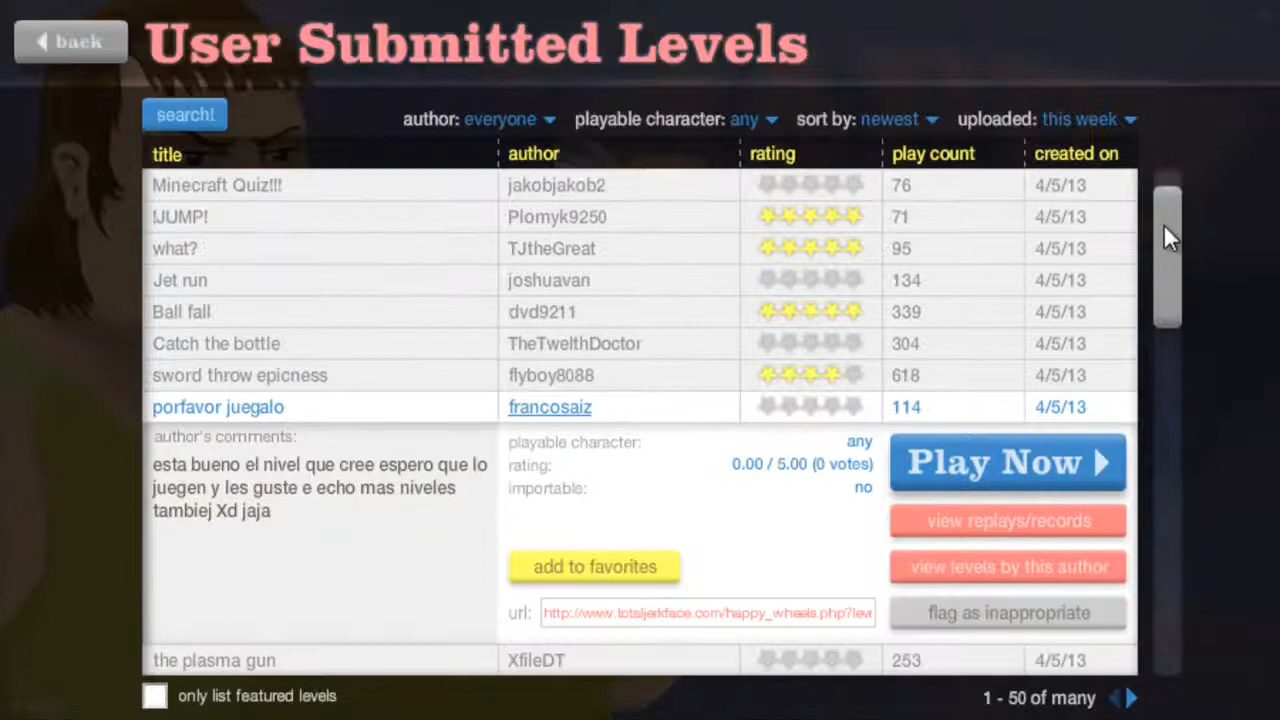 back
User Submitted Levels
search!
author: everyone playable character: any sort by: newest uploaded: this week
title author rating play count created on
Minecraft Quiz!!! jakobjakob2 76 4/5/13
!JUMP! Plomyk9250 71 4/5/13
what? TJtheGreat 95 4/5/13
Jet run joshuavan 134 4/5/13
Ball fall dvd9211 339 4/5/13
Catch the bottle TheTwelthDoctor 304 4/5/13
sword throw epicness flyboy8088 618 4/5/13
porfavor juegalo francosaiz 114 4/5/13
author's comments:
esta bueno el nivel que cree espero que lo
juegen y les guste e echo mas niveles
tambiej Xd jaja
playable character: any
rating: 0.00 / 5.00 (0 votes)
importable: no
add to favorites
url: http://www.totaljerkface.com/happy_wheels.php?leve
Play Now
view replays/records
view levels by this author
flag as inappropriate
the plasma gun XfileDT 253 4/5/13
only list featured levels
1 - 50 of many